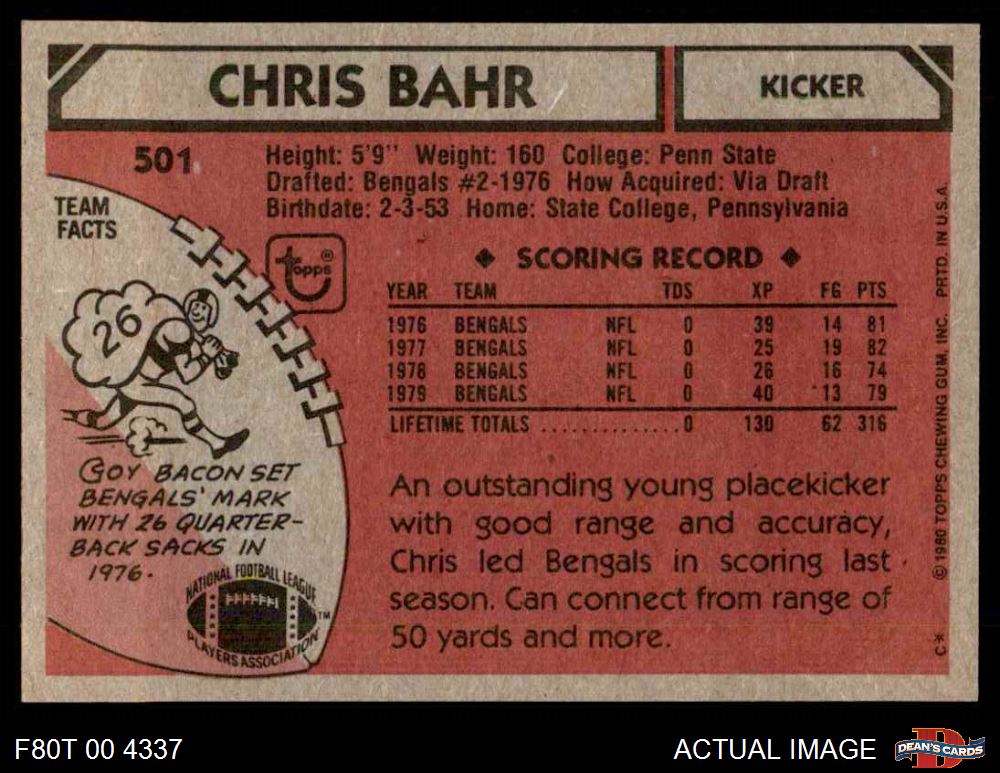 CHRIS BAHR
KICKER
501
Height: 5'9" Weight: 160 College: Penn State
Drafted: Bengals #2-1976 How Acquired: Via Draft
Birthdate: 2-3-53 Home: State College, Pennsylvania
TEAM
FACTS
topps®
◆ SCORING RECORD ◆
YEAR TEAM TDS XP FG PTS
1976 BENGALS NFL 0 39 14 81
1977 BENGALS NFL 0 25 19 82
1978 BENGALS NFL 0 26 16 74
1979 BENGALS NFL 0 40 13 79
LIFETIME TOTALS .............. 0 130 62 316
26
COY BACON SET
BENGALS' MARK
WITH 26 QUARTER-
BACK SACKS IN
1976.
NATIONAL FOOTBALL LEAGUE
PLAYERS ASSOCIATION
TM
An outstanding young placekicker
with good range and accuracy,
Chris led Bengals in scoring last
season. Can connect from range of
50 yards and more.
C* © 1980 TOPPS CHEWING GUM, INC. PRTD. IN U.S.A.
F80T 00 4337
ACTUAL IMAGE
D
DEAN'S CARDS